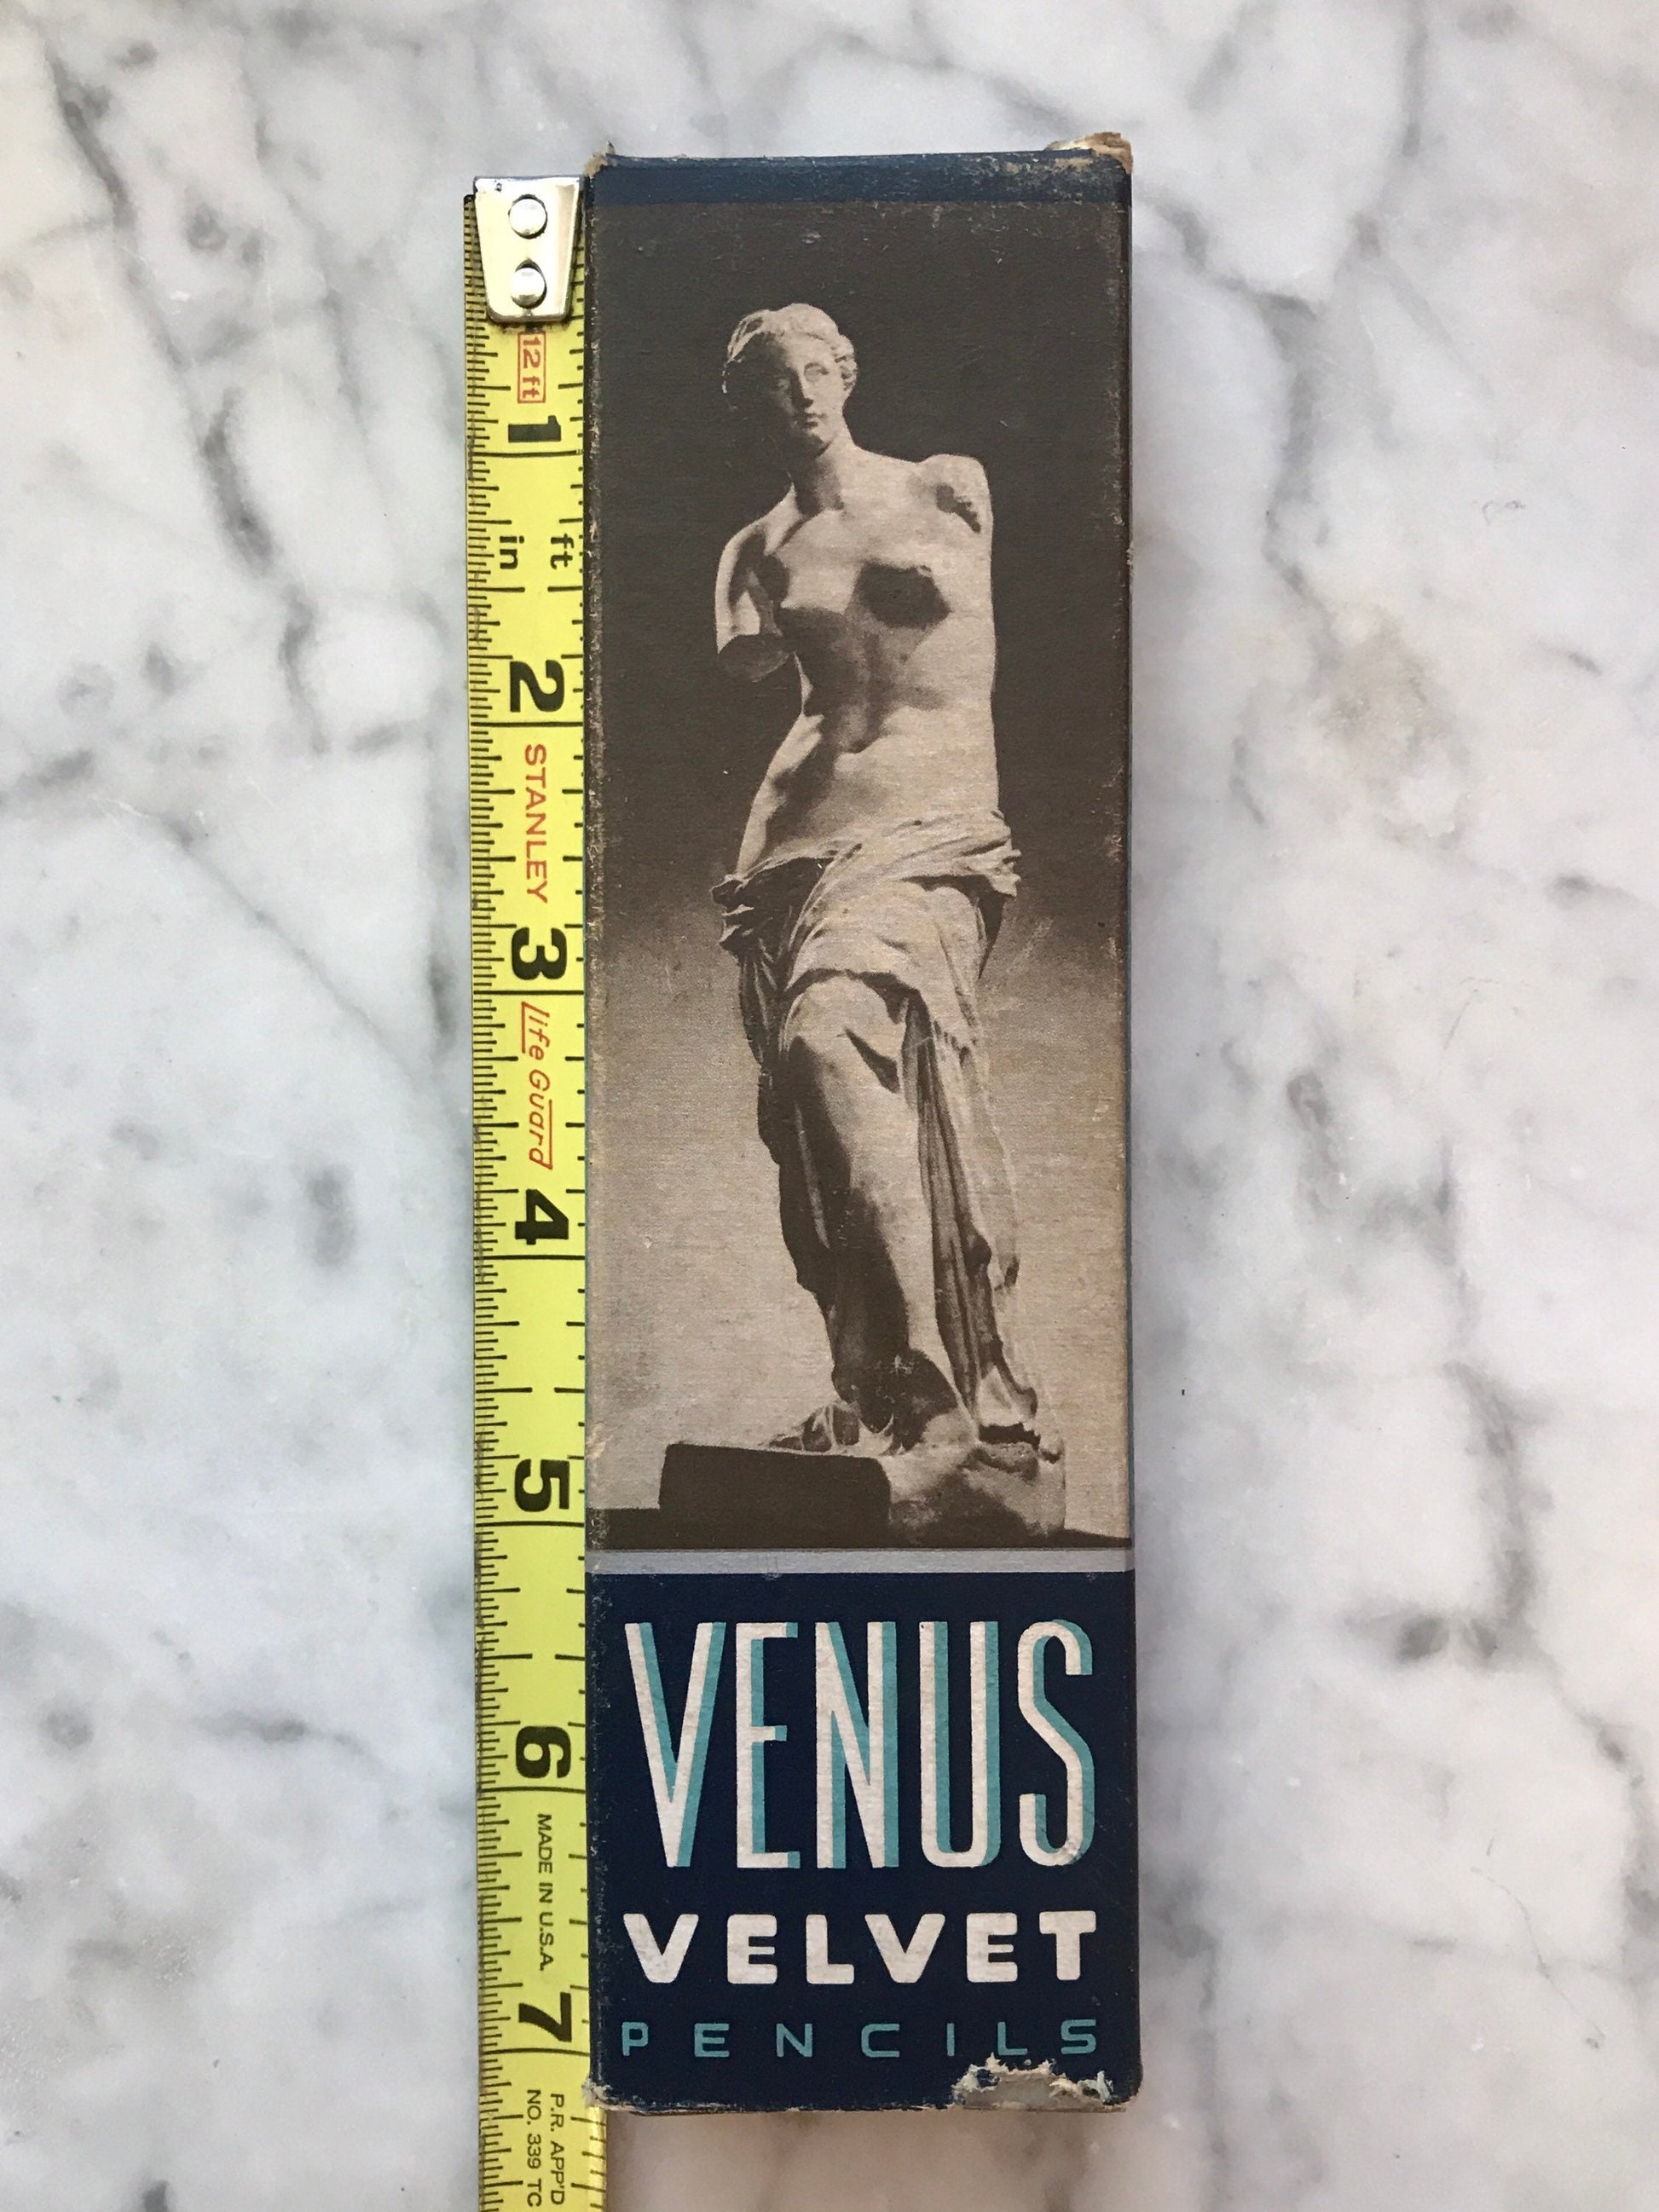 12 ft
1
in
ft
2
STANLEY
3
life Guard
4
5
6
MADE IN U.S.A.
7
P.R. APP'D
NO. 339 TC
VENUS
VELVET
PENCILS